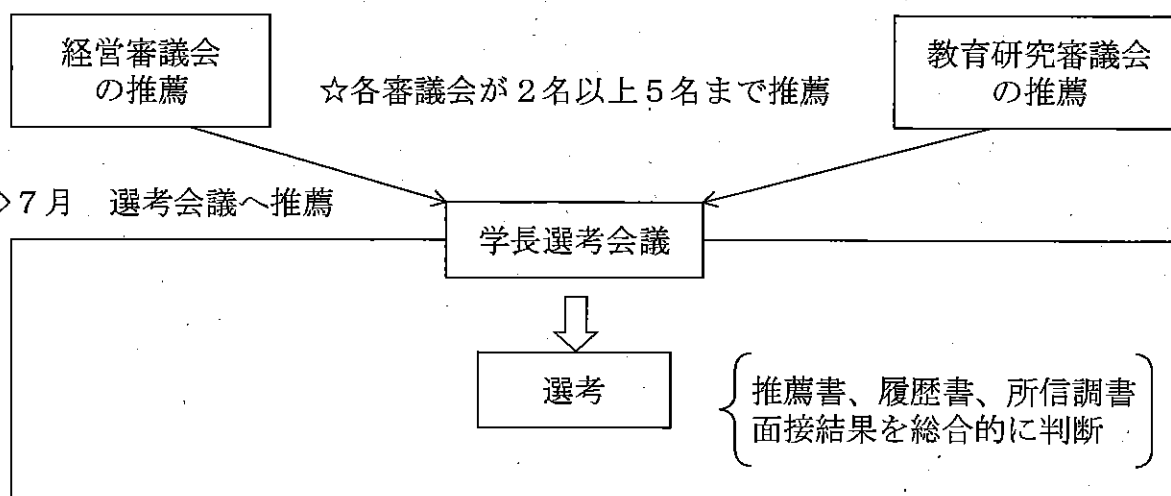 経営審議会
の推薦
☆各審議会が2名以上5名まで推薦
教育研究審議会
の推薦
◇7月　選考会議へ推薦
学長選考会議
選考
推薦書、履歴書、所信調書
面接結果を総合的に判断